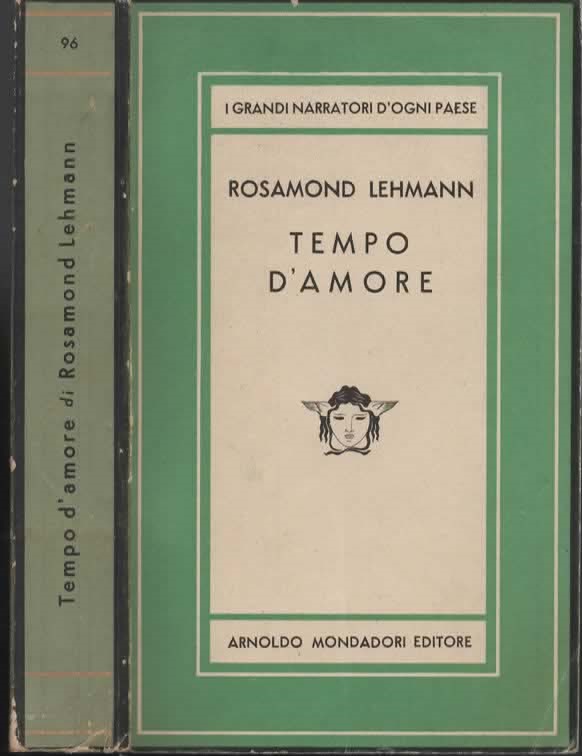 96
Tempo d'amore di Rosamond Lehmann
I GRANDI NARRATORI D'OGNI PAESE
ROSAMOND LEHMANN
TEMPO
D'AMORE
ARNOLDO MONDADORI EDITORE